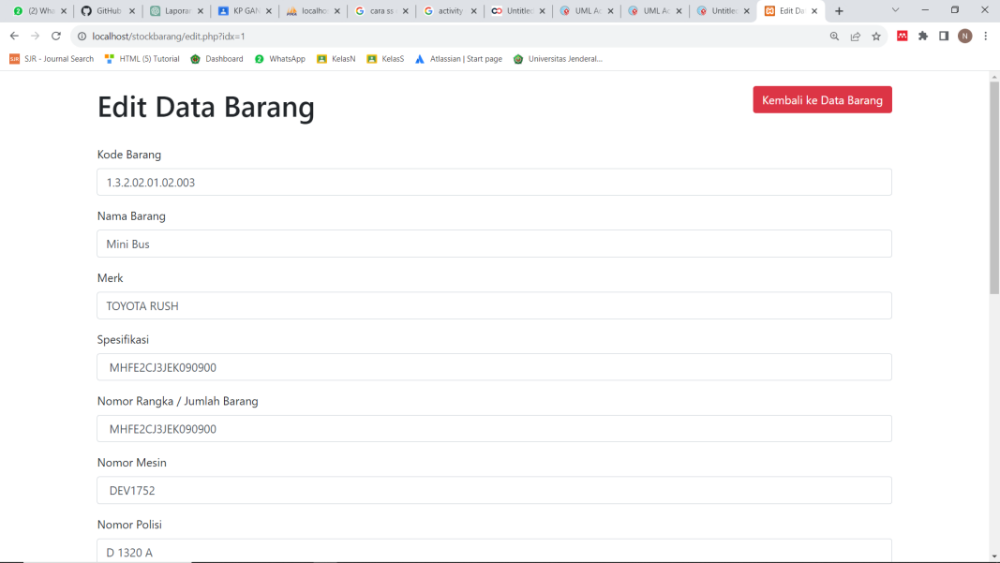 (2) Wha
GitHub
Laporan
KP GAN
localhos
cara ss
activity
Untitled
UML Ac
UML Ac
Untitled
Edit Dat
localhost/stockbarang/edit.php?idx=1
N
SJR SJR - Journal Search
HTML (5) Tutorial
Dashboard
2 WhatsApp
KelasN
KelasS
Atlassian | Start page
Universitas Jenderal...
Edit Data Barang
Kembali ke Data Barang
Kode Barang
1.3.2.02.01.02.003
Nama Barang
Mini Bus
Merk
TOYOTA RUSH
Spesifikasi
MHFE2CJ3JEK090900
Nomor Rangka / Jumlah Barang
MHFE2CJ3JEK090900
Nomor Mesin
DEV1752
Nomor Polisi
D 1320 A